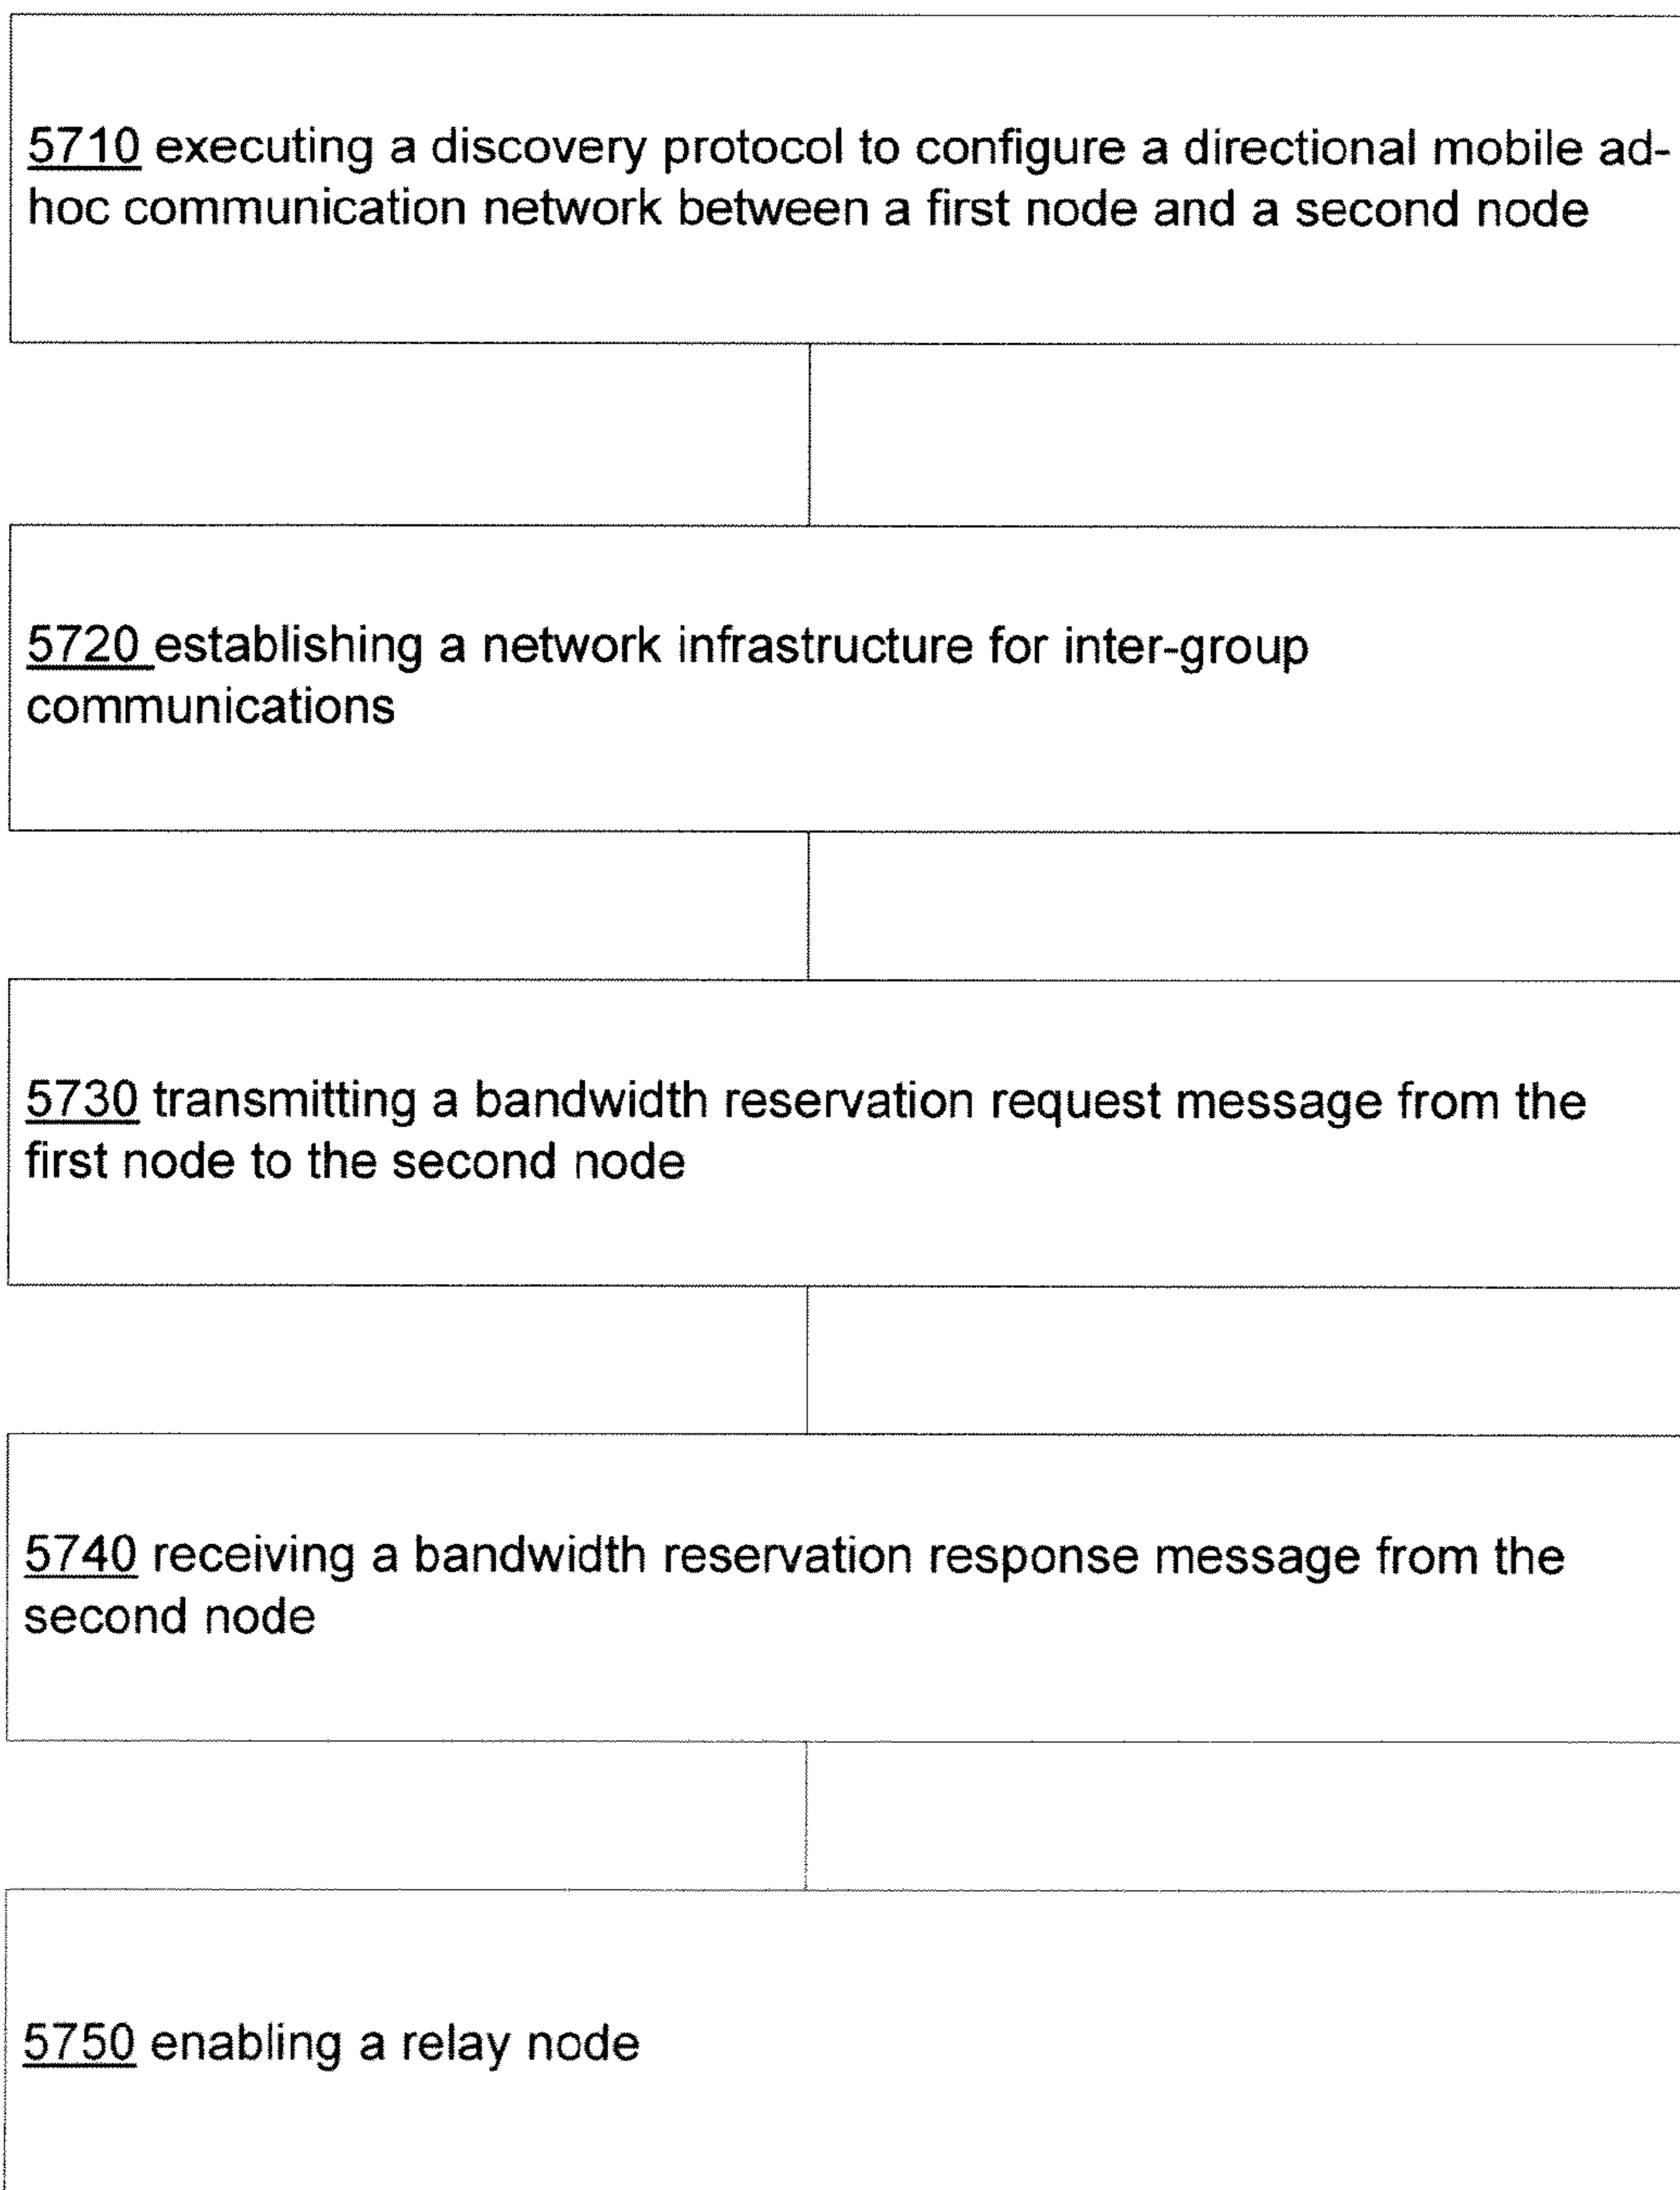 5710 executing a discovery protocol to configure a directional mobile ad-
hoc communication network between a first node and a second node
5720 establishing a network infrastructure for inter-group
communications
5730 transmitting a bandwidth reservation request message from the
first node to the second node
5740 receiving a bandwidth reservation response message from the
second node
5750 enabling a relay node